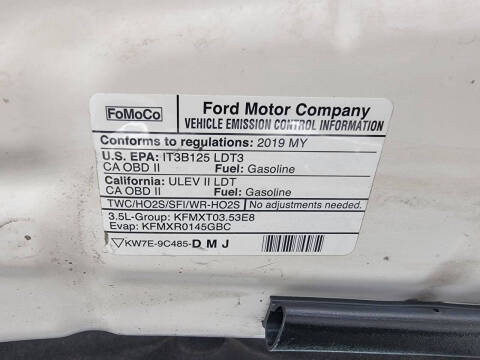 FoMoCo
Ford Motor Company
VEHICLE EMISSION CONTROL INFORMATION
Conforms to regulations: 2019 MY
U.S. EPA: IT3B125 LDT3
CA OBD II Fuel: Gasoline
California: ULEV II LDT
CA OBD II Fuel: Gasoline
TWC/HO2S/SFI/WR-HO2S No adjustments needed.
3.5L-Group: KFMXT03.53E8
Evap: KFMXR0145GBC
KW7E-9C485-D M J